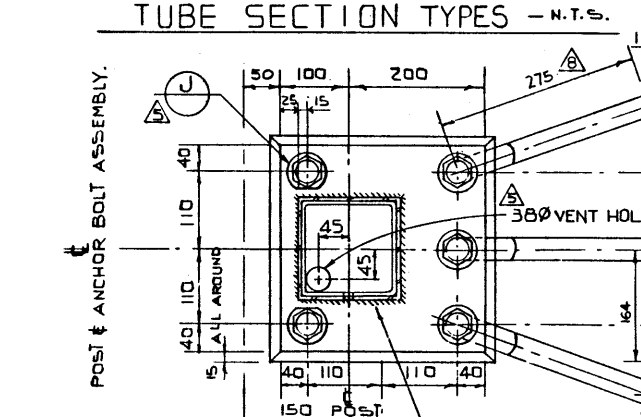 TUBE SECTION TYPES - N.T.S.
50 100 200
275 8
J
5
25 15
POST ℄ ANCHOR BOLT ASSEMBLY.
℄
40
110
110
40
15 ALL AROUND
5
38Ø VENT HOL
45
45
164
40 110 110 40
℄
150 POST